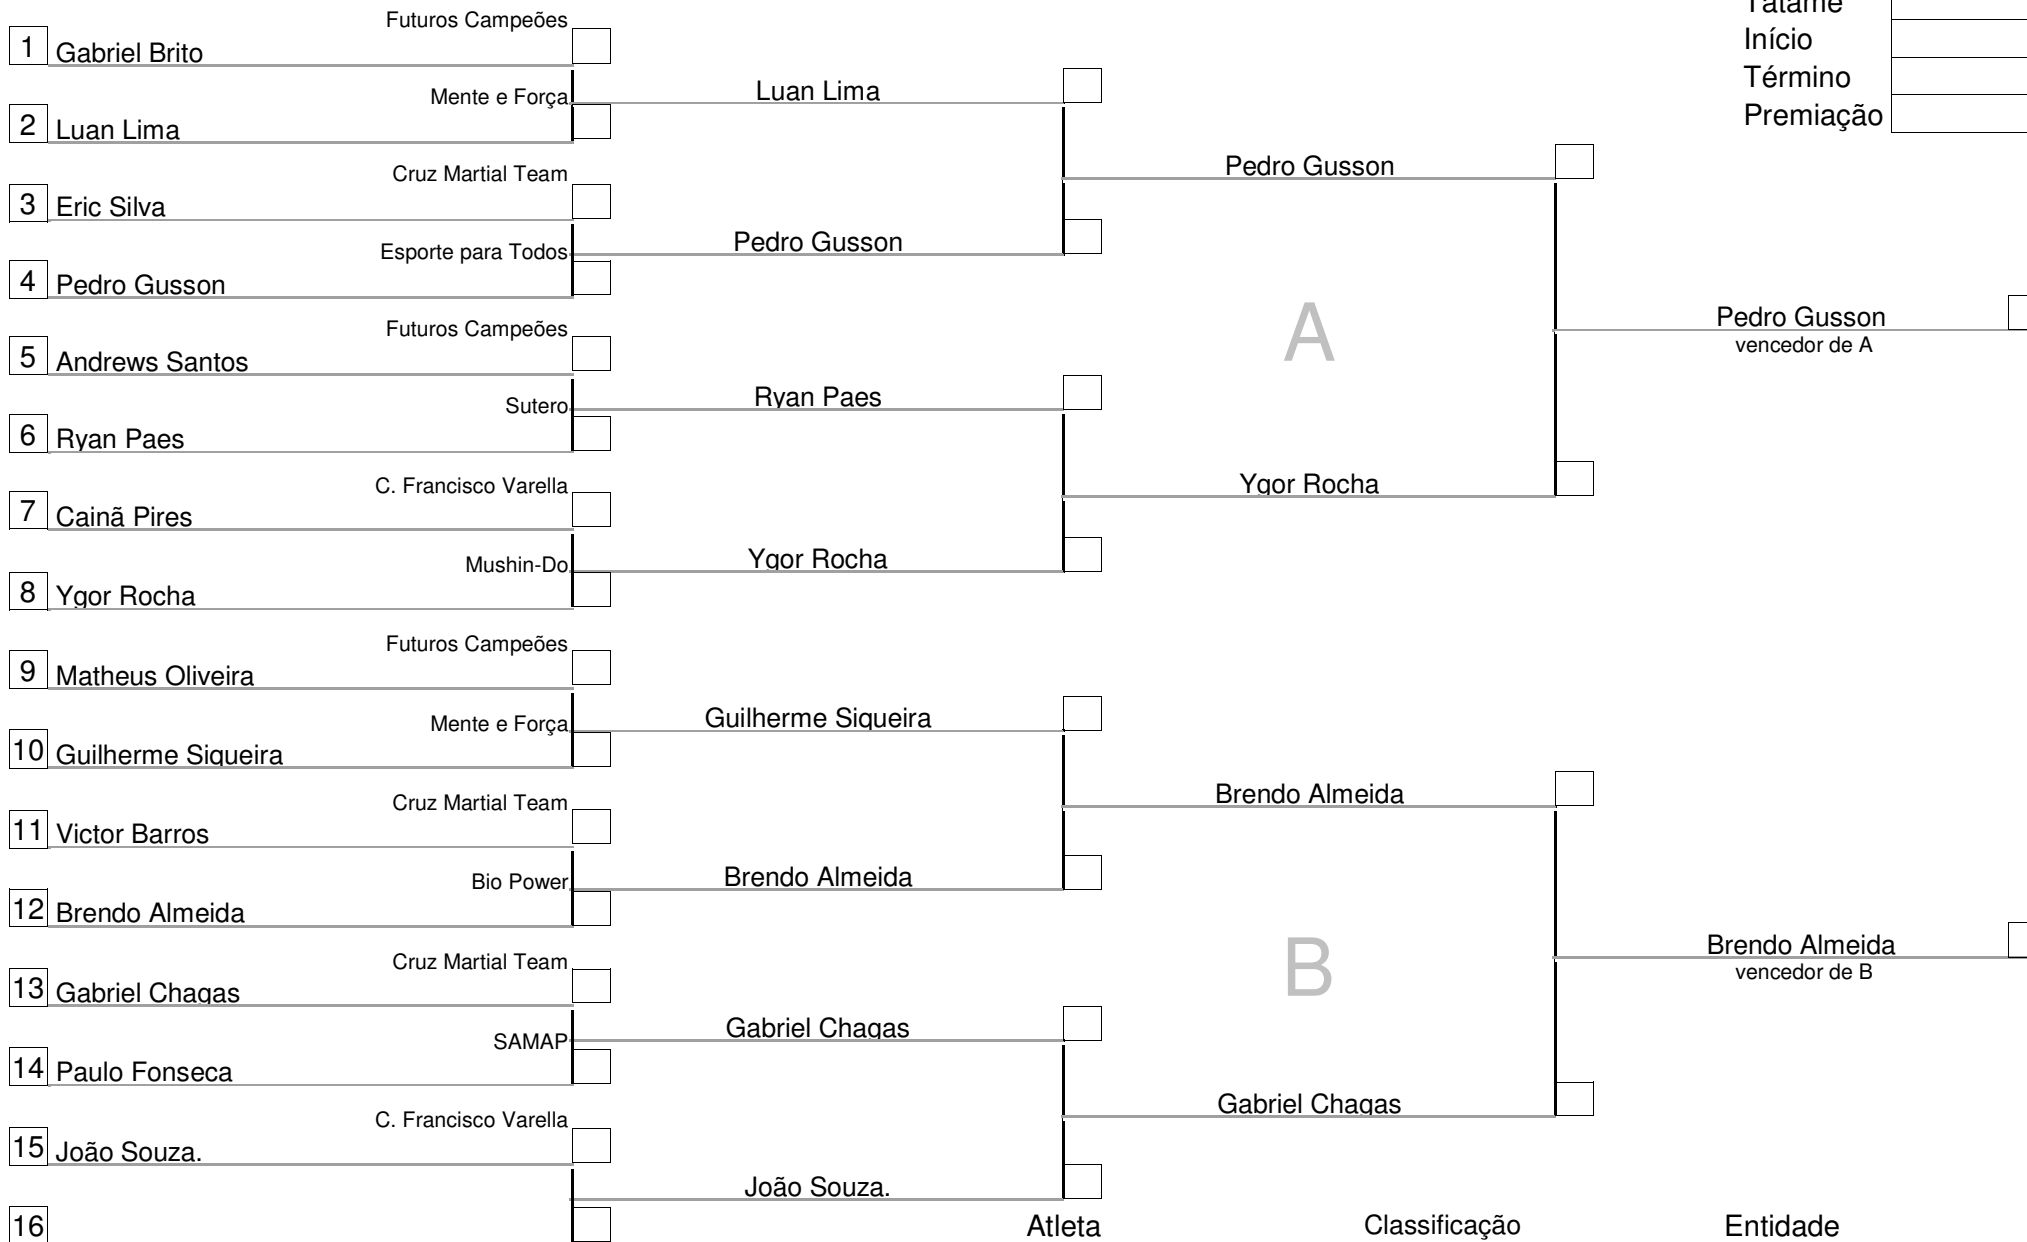 Futuros Campeões
1 Gabriel Brito
Mente e Força
2 Luan Lima
Cruz Martial Team
3 Eric Silva
Esporte para Todos
4 Pedro Gusson
Futuros Campeões
5 Andrews Santos
Sutero
6 Ryan Paes
C. Francisco Varella
7 Cainã Pires
Mushin-Do
8 Ygor Rocha
Futuros Campeões
9 Matheus Oliveira
Mente e Força
10 Guilherme Siqueira
Cruz Martial Team
11 Victor Barros
Bio Power
12 Brendo Almeida
Cruz Martial Team
13 Gabriel Chagas
SAMAP
14 Paulo Fonseca
C. Francisco Varella
15 João Souza.
16
Luan Lima
Pedro Gusson
Ryan Paes
Ygor Rocha
Guilherme Siqueira
Brendo Almeida
Gabriel Chagas
João Souza.
Pedro Gusson
A
Ygor Rocha
Brendo Almeida
B
Gabriel Chagas
Tatame
Início
Término
Premiação
Pedro Gusson
vencedor de A
Brendo Almeida
vencedor de B
Atleta Classificação Entidade